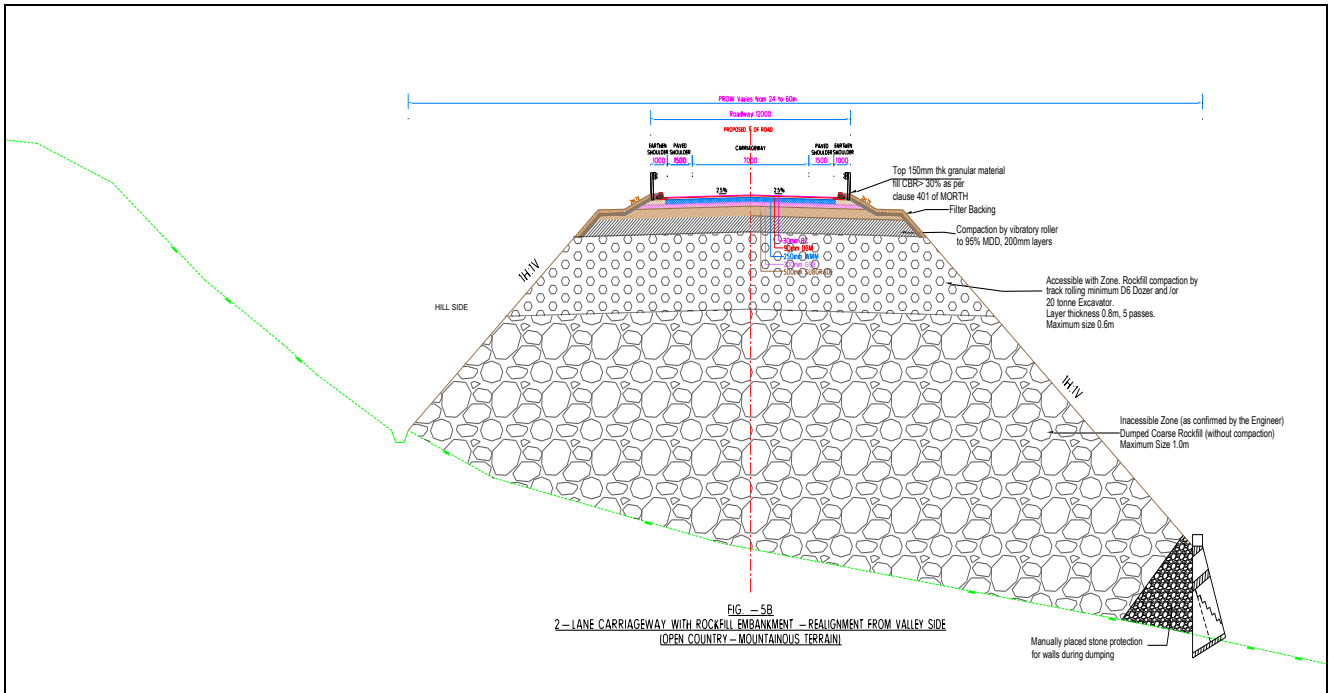 PROW Varies from 24 to 60m
Roadway 12000
PROPOSED ℄ OF ROAD
EARTHEN
SHOULDER
1000
PAVED
SHOULDER
1500
CARRIAGEWAY
7000
PAVED
SHOULDER
1500
EARTHEN
SHOULDER
1000
2.5%
2.5%
Top 150mm thk granular material
fill CBR> 30% as per
clause 401 of MORTH
Filter Backing
Compaction by vibratory roller
to 95% MDD, 200mm layers
BC
90mm DBM
250mm WMM
GSB
500mm SUBGRADE
1H:1V
HILL SIDE
Accessible with Zone. Rockfill compaction by
track rolling minimum D6 Dozer and /or
20 tonne Excavator.
Layer thickness 0.8m, 5 passes.
Maximum size 0.6m
1H:1V
Inacessible Zone (as confirmed by the Engineer)
Dumped Coarse Rockfill (without compaction)
Maximum Size 1.0m
FIG. – 5B
2 – LANE CARRIAGEWAY WITH ROCKFILL EMBANKMENT – REALIGNMENT FROM VALLEY SIDE
(OPEN COUNTRY – MOUNTAINOUS TERRAIN)
Manually placed stone protection
for walls during dumping